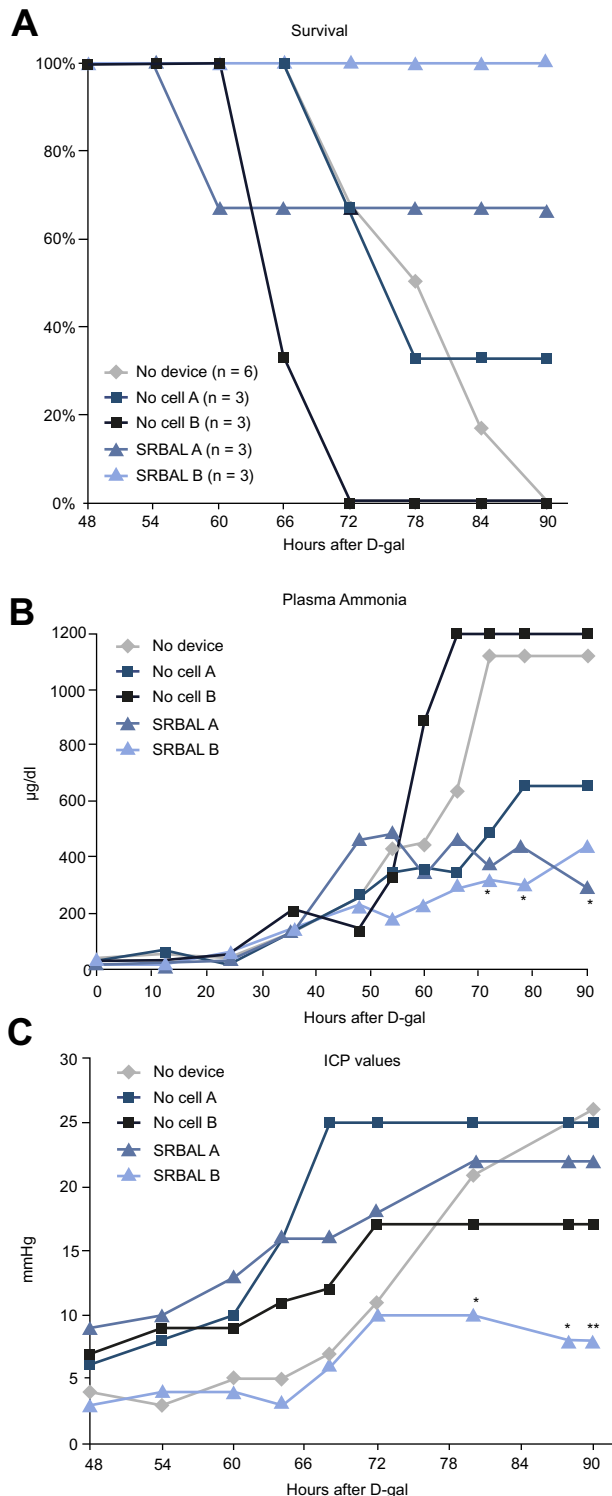 A
Survival
100%
80%
60%
40%
20%
0%
No device (n = 6)
No cell A (n = 3)
No cell B (n = 3)
SRBAL A (n = 3)
SRBAL B (n = 3)
48 54 60 66 72 78 84 90
Hours after D-gal
B
Plasma Ammonia
1200
1000
800
600
400
200
0
µg/dl
No device
No cell A
No cell B
SRBAL A
SRBAL B
* * *
0 10 20 30 40 50 60 70 80 90
Hours after D-gal
C
ICP values
30
25
20
15
10
5
0
mmHg
No device
No cell A
No cell B
SRBAL A
SRBAL B
* * **
48 54 60 66 72 78 84 90
Hours after D-gal